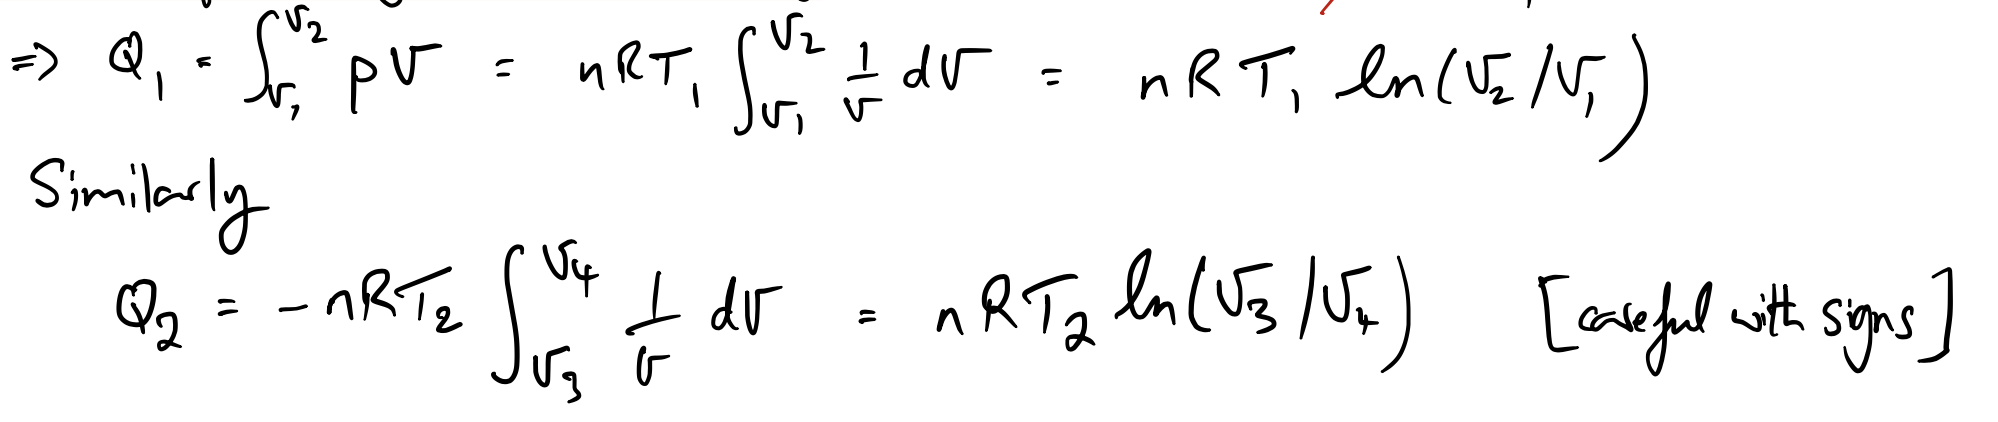 ⇒ Q₁ = ∫_{V₁}^{V₂} pV = nRT₁ ∫_{V₁}^{V₂} 1/V dV = nRT₁ ln(V₂/V₁)
Similarly
Q₂ = -nRT₂ ∫_{V₃}^{V₄} 1/V dV = nRT₂ ln(V₃/V₄) [careful with signs]